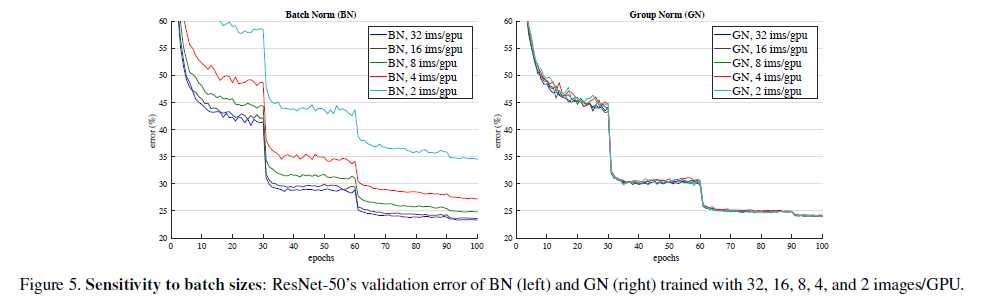 Batch Norm (BN)
60
55
50
45
40
35
30
25
20
error (%)
0 10 20 30 40 50 60 70 80 90 100
epochs
BN, 32 ims/gpu
BN, 16 ims/gpu
BN, 8 ims/gpu
BN, 4 ims/gpu
BN, 2 ims/gpu
Group Norm (GN)
60
55
50
45
40
35
30
25
20
error (%)
0 10 20 30 40 50 60 70 80 90 100
epochs
GN, 32 ims/gpu
GN, 16 ims/gpu
GN, 8 ims/gpu
GN, 4 ims/gpu
GN, 2 ims/gpu
Figure 5. Sensitivity to batch sizes: ResNet-50's validation error of BN (left) and GN (right) trained with 32, 16, 8, 4, and 2 images/GPU.